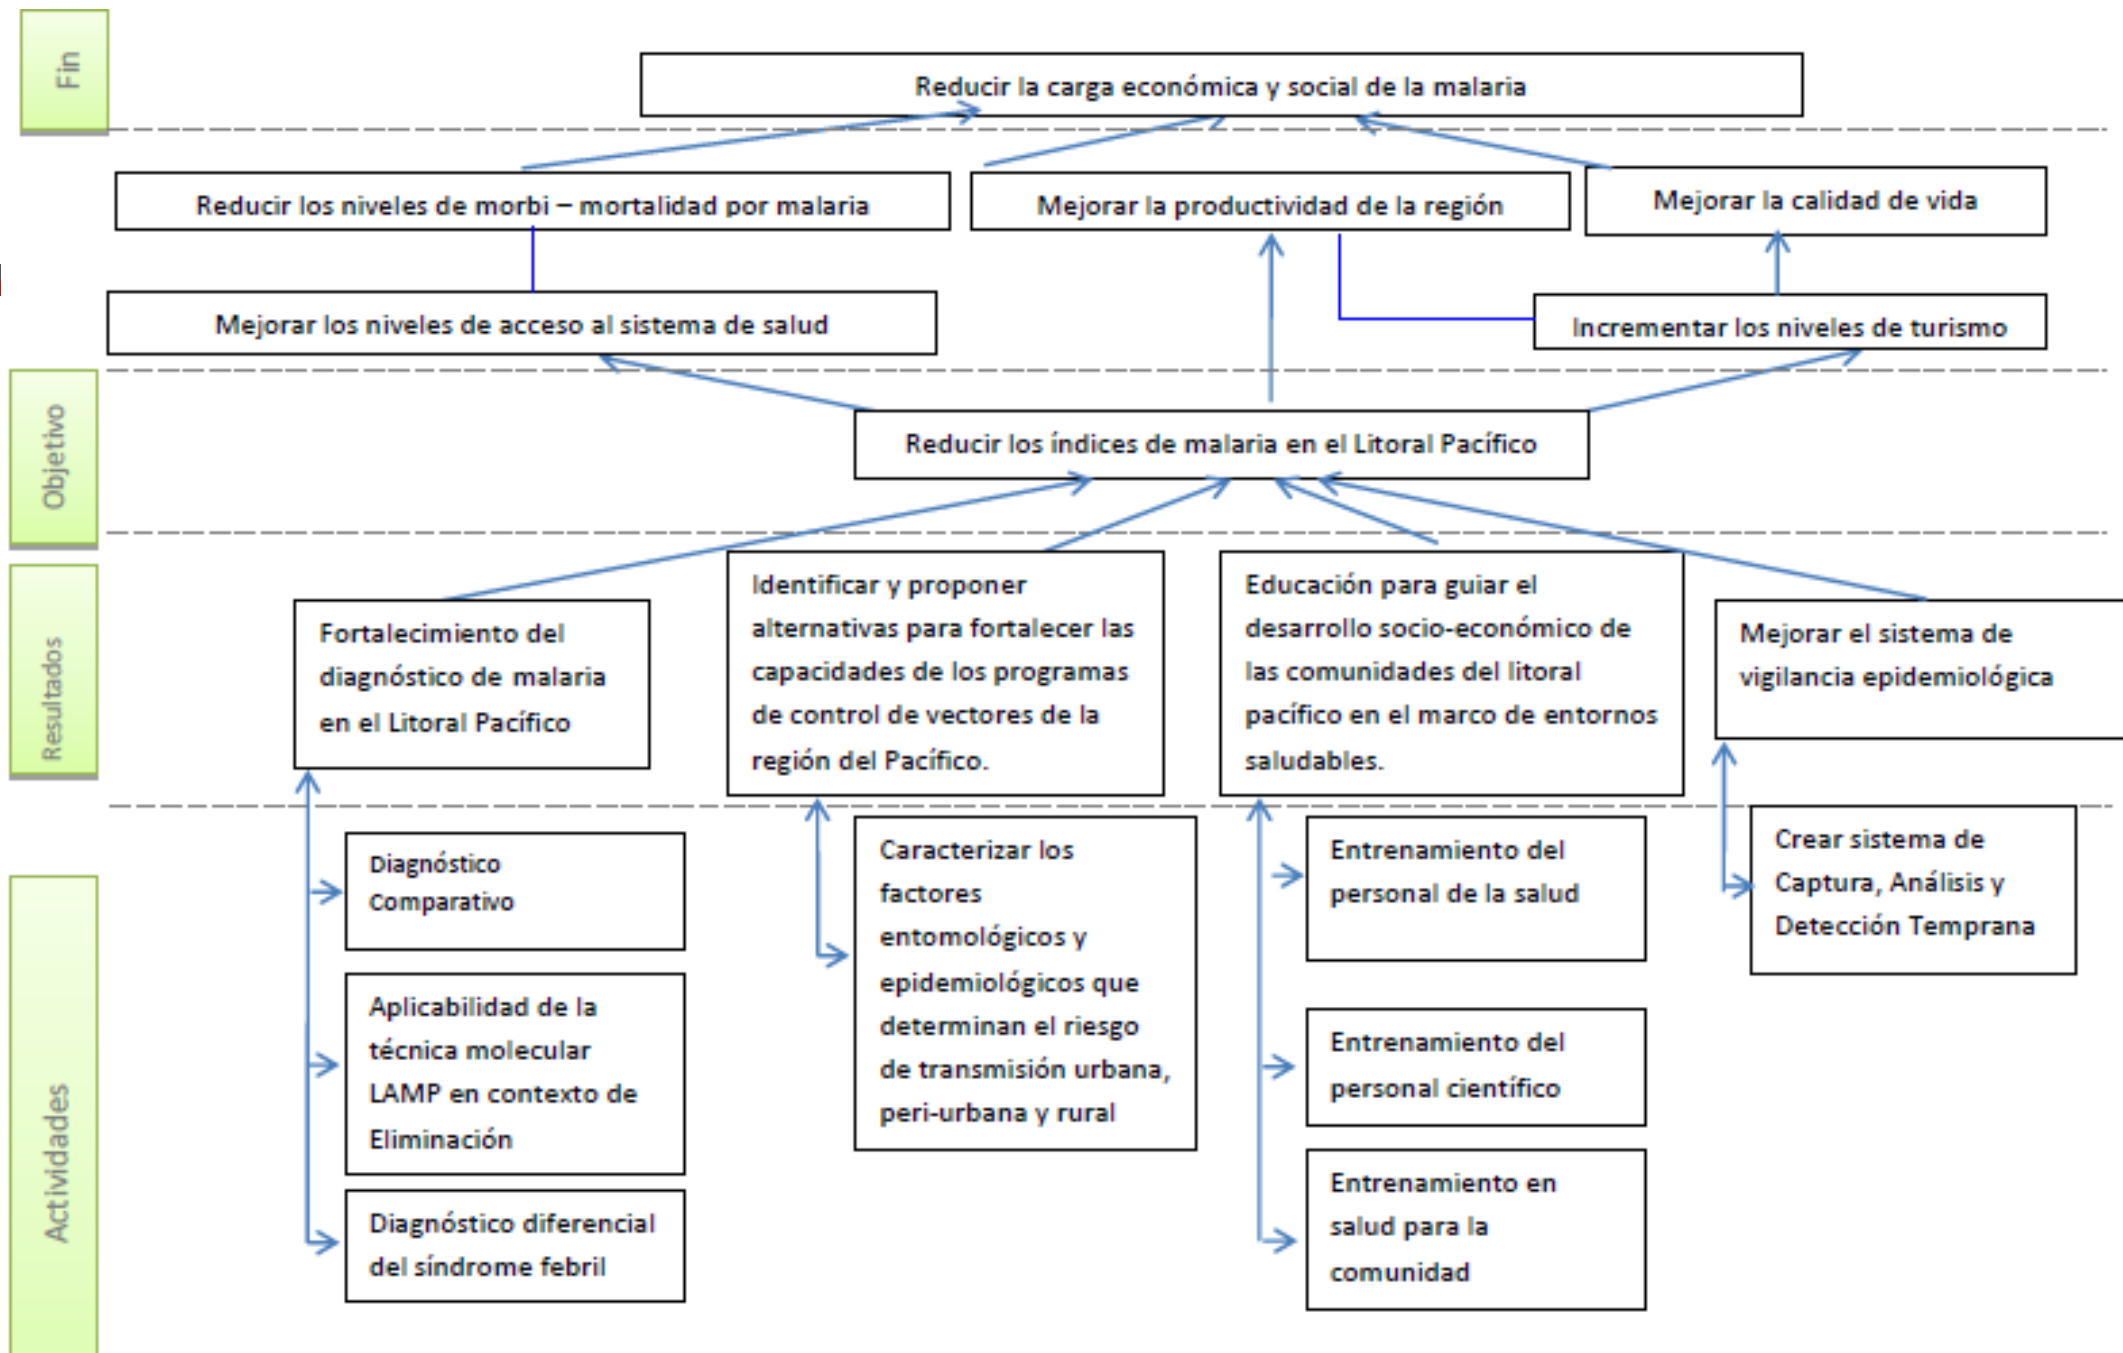 Fin
Reducir la carga económica y social de la malaria
Reducir los niveles de morbi – mortalidad por malaria
Mejorar la productividad de la región
Mejorar la calidad de vida
Mejorar los niveles de acceso al sistema de salud
Incrementar los niveles de turismo
Objetivo
Reducir los índices de malaria en el Litoral Pacífico
Resultados
Fortalecimiento del
diagnóstico de malaria
en el Litoral Pacífico
Identificar y proponer
alternativas para fortalecer las
capacidades de los programas
de control de vectores de la
región del Pacífico.
Educación para guiar el
desarrollo socio-económico de
las comunidades del litoral
pacífico en el marco de entornos
saludables.
Mejorar el sistema de
vigilancia epidemiológica
Actividades
Diagnóstico
Comparativo
Aplicabilidad de la
técnica molecular
LAMP en contexto de
Eliminación
Diagnóstico diferencial
del síndrome febril
Caracterizar los
factores
entomológicos y
epidemiológicos que
determinan el riesgo
de transmisión urbana,
peri-urbana y rural
Entrenamiento del
personal de la salud
Entrenamiento del
personal científico
Entrenamiento en
salud para la
comunidad
Crear sistema de
Captura, Análisis y
Detección Temprana